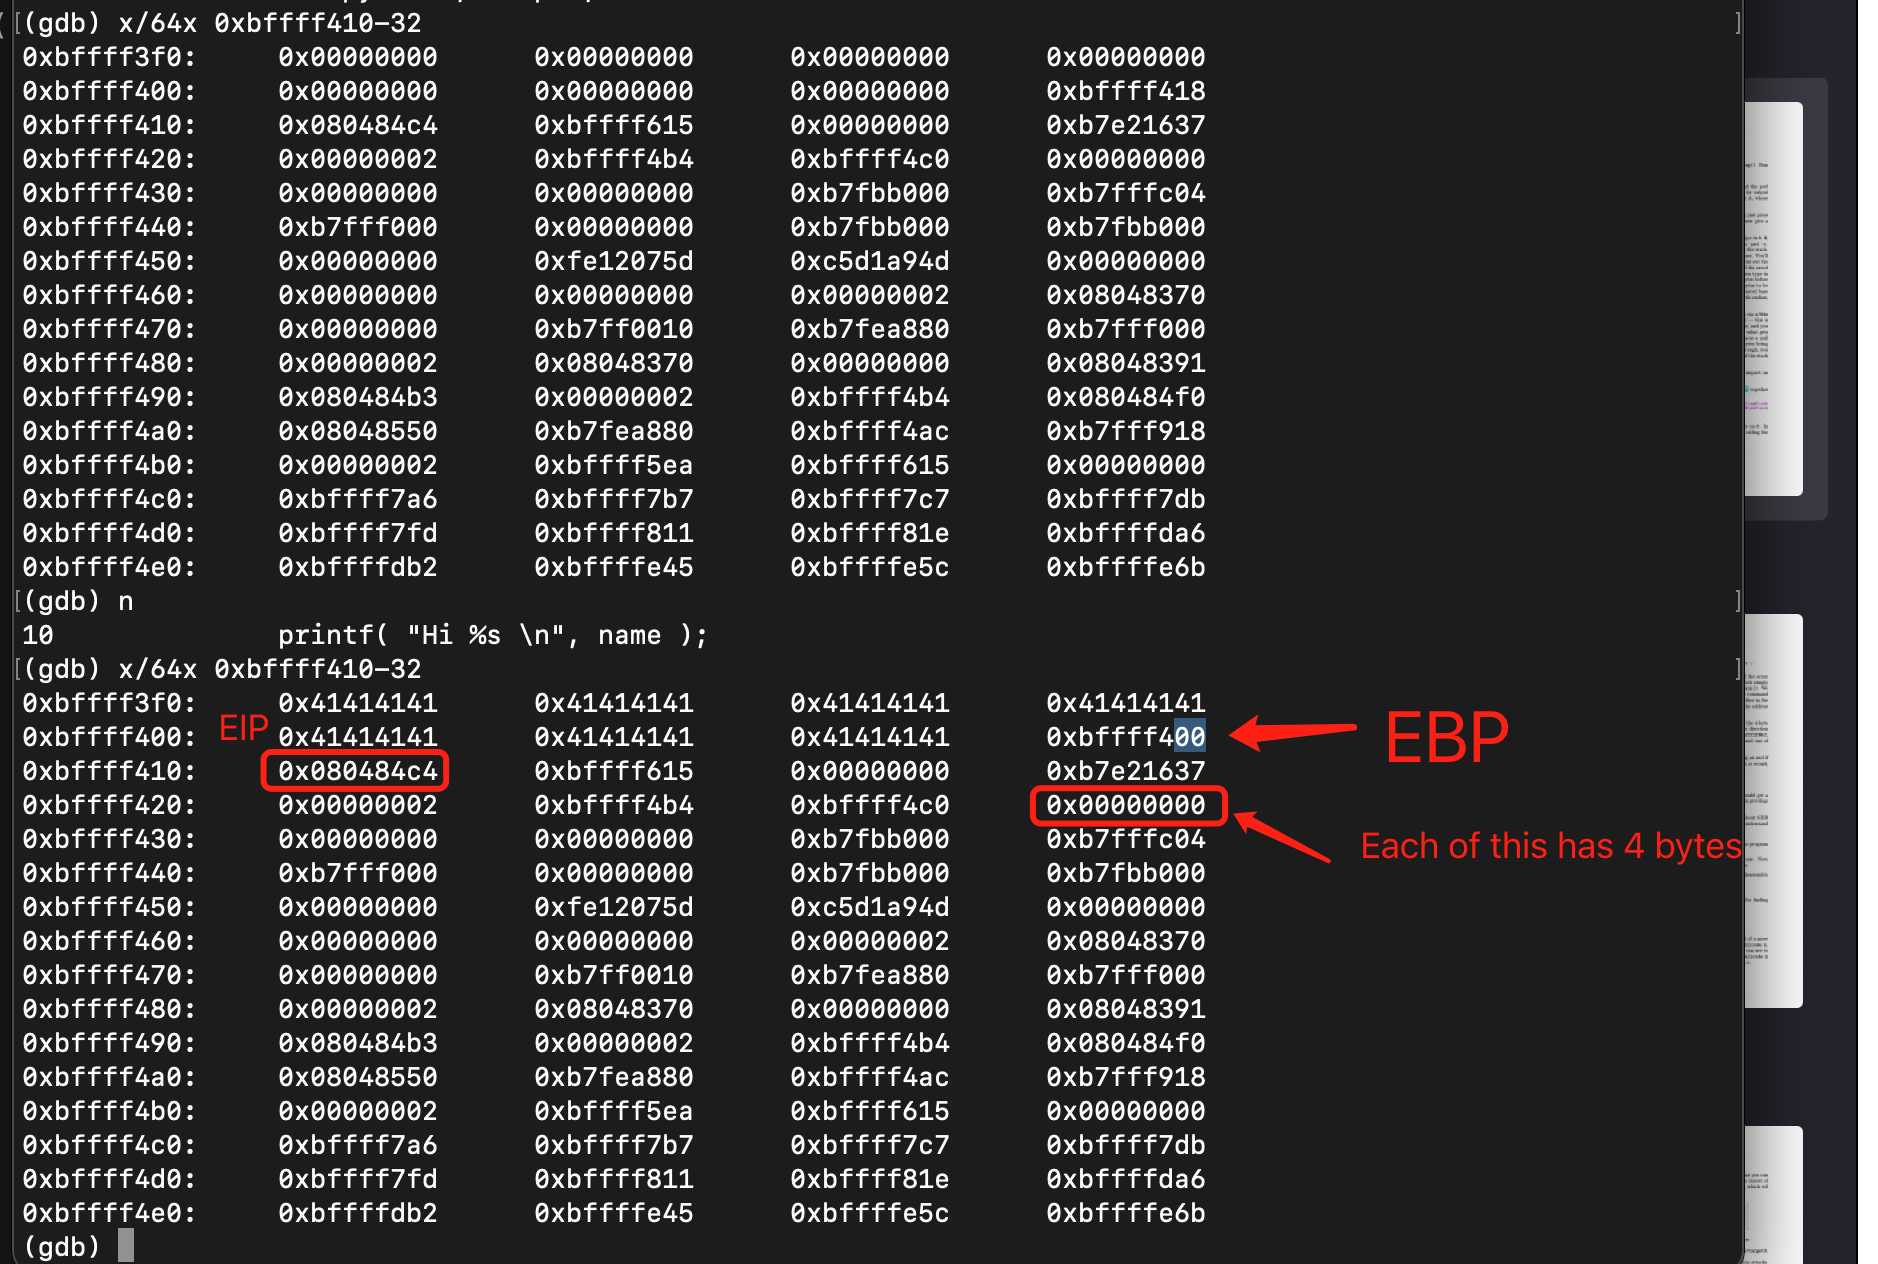 (gdb) x/64x 0xbffff410-32
0xbffff3f0: 0x00000000 0x00000000 0x00000000 0x00000000
0xbffff400: 0x00000000 0x00000000 0x00000000 0xbffff418
0xbffff410: 0x080484c4 0xbffff615 0x00000000 0xb7e21637
0xbffff420: 0x00000002 0xbffff4b4 0xbffff4c0 0x00000000
0xbffff430: 0x00000000 0x00000000 0xb7fbb000 0xb7fffc04
0xbffff440: 0xb7fff000 0x00000000 0xb7fbb000 0xb7fbb000
0xbffff450: 0x00000000 0xfe12075d 0xc5d1a94d 0x00000000
0xbffff460: 0x00000000 0x00000000 0x00000002 0x08048370
0xbffff470: 0x00000000 0xb7ff0010 0xb7fea880 0xb7fff000
0xbffff480: 0x00000002 0x08048370 0x00000000 0x08048391
0xbffff490: 0x080484b3 0x00000002 0xbffff4b4 0x080484f0
0xbffff4a0: 0x08048550 0xb7fea880 0xbffff4ac 0xb7fff918
0xbffff4b0: 0x00000002 0xbffff5ea 0xbffff615 0x00000000
0xbffff4c0: 0xbffff7a6 0xbffff7b7 0xbffff7c7 0xbffff7db
0xbffff4d0: 0xbffff7fd 0xbffff811 0xbffff81e 0xbffffda6
0xbffff4e0: 0xbffffdb2 0xbffffe45 0xbffffe5c 0xbffffe6b
(gdb) n
10 printf( "Hi %s \n", name );
(gdb) x/64x 0xbffff410-32
0xbffff3f0: 0x41414141 0x41414141 0x41414141 0x41414141
0xbffff400: EIP 0x41414141 0x41414141 0x41414141 0xbffff400 EBP
0xbffff410: 0x080484c4 0xbffff615 0x00000000 0xb7e21637
0xbffff420: 0x00000002 0xbffff4b4 0xbffff4c0 0x00000000
0xbffff430: 0x00000000 0x00000000 0xb7fbb000 0xb7fffc04 Each of this has 4 bytes
0xbffff440: 0xb7fff000 0x00000000 0xb7fbb000 0xb7fbb000
0xbffff450: 0x00000000 0xfe12075d 0xc5d1a94d 0x00000000
0xbffff460: 0x00000000 0x00000000 0x00000002 0x08048370
0xbffff470: 0x00000000 0xb7ff0010 0xb7fea880 0xb7fff000
0xbffff480: 0x00000002 0x08048370 0x00000000 0x08048391
0xbffff490: 0x080484b3 0x00000002 0xbffff4b4 0x080484f0
0xbffff4a0: 0x08048550 0xb7fea880 0xbffff4ac 0xb7fff918
0xbffff4b0: 0x00000002 0xbffff5ea 0xbffff615 0x00000000
0xbffff4c0: 0xbffff7a6 0xbffff7b7 0xbffff7c7 0xbffff7db
0xbffff4d0: 0xbffff7fd 0xbffff811 0xbffff81e 0xbffffda6
0xbffff4e0: 0xbffffdb2 0xbffffe45 0xbffffe5c 0xbffffe6b
(gdb)